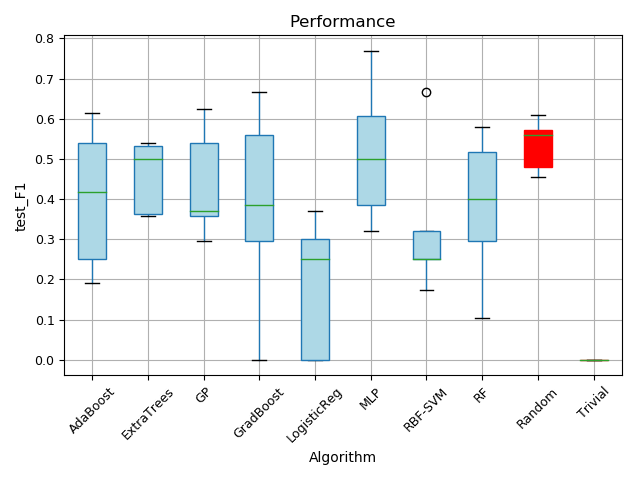 Performance
0.8
0.7
0.6
0.5
0.4
0.3
0.2
0.1
0.0
test_F1
AdaBoost
ExtraTrees
GP
GradBoost
LogisticReg
MLP
RBF-SVM
RF
Random
Trivial
Algorithm